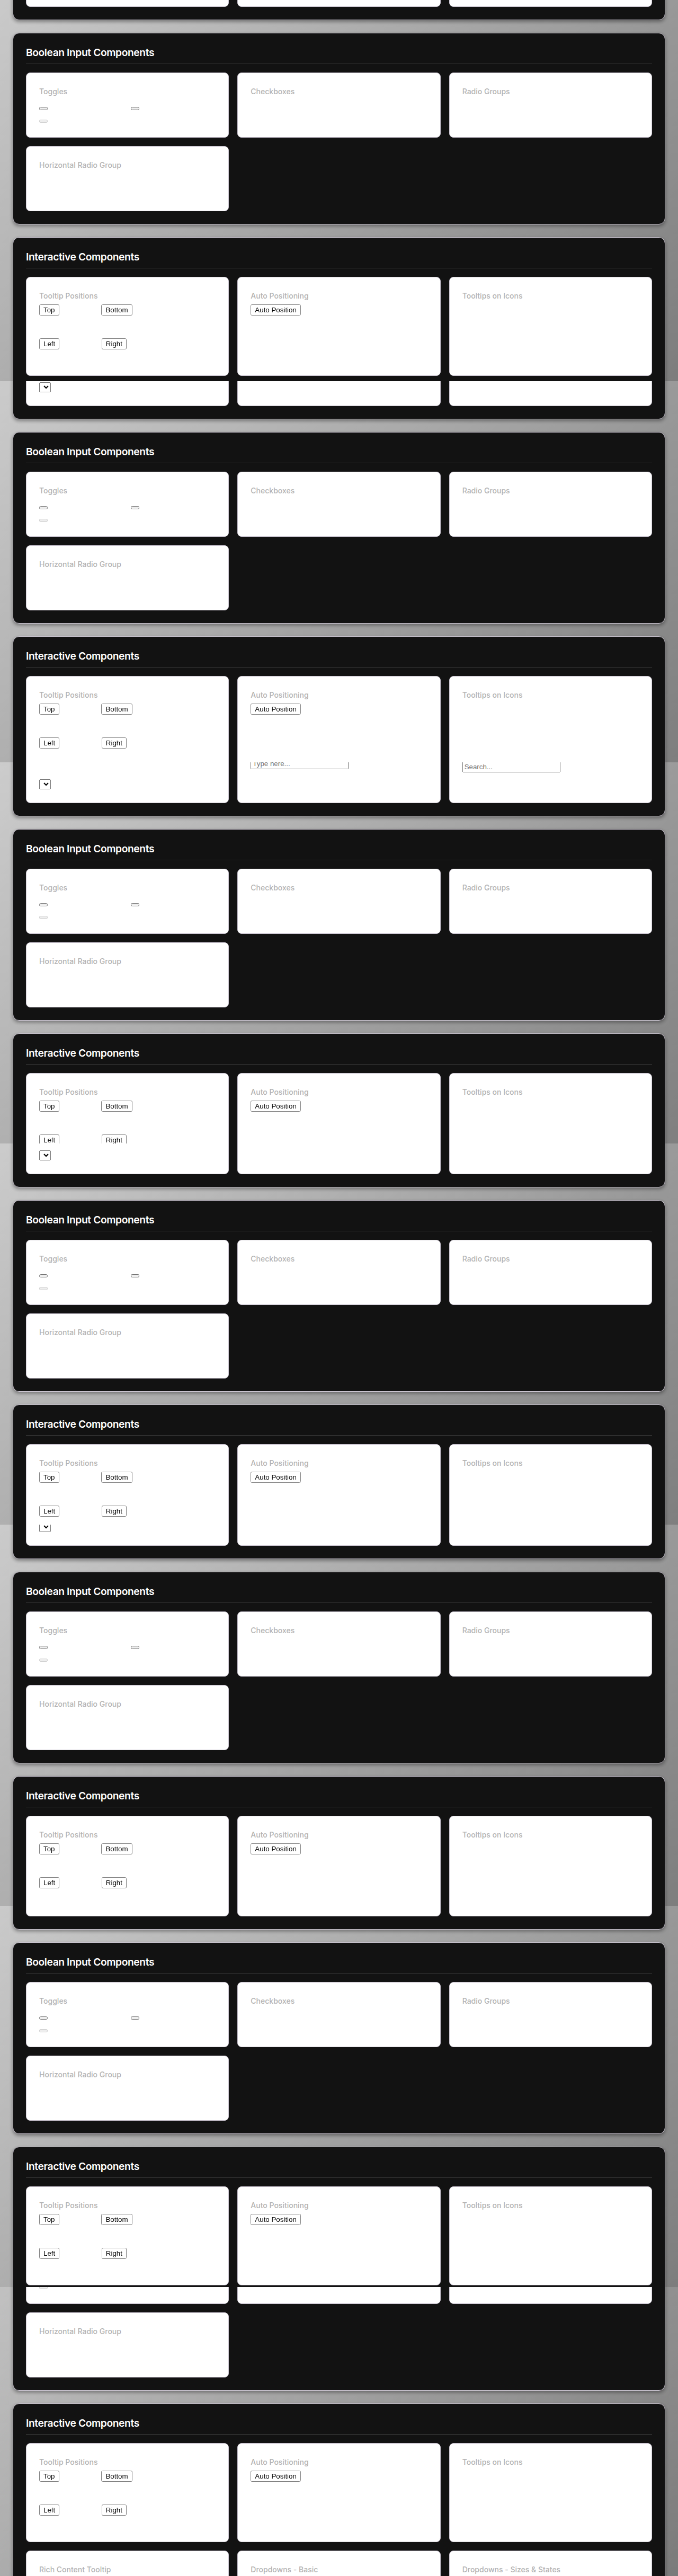 Boolean Input Components
Toggles
Checkboxes
Radio Groups
Horizontal Radio Group
Interactive Components
Tooltip Positions
Auto Positioning
Tooltips on Icons
Top
Bottom
Auto Position
Left
Right
Boolean Input Components
Toggles
Checkboxes
Radio Groups
Horizontal Radio Group
Interactive Components
Tooltip Positions
Auto Positioning
Tooltips on Icons
Top
Bottom
Auto Position
Left
Right
Type here...
Search...
Boolean Input Components
Toggles
Checkboxes
Radio Groups
Horizontal Radio Group
Interactive Components
Tooltip Positions
Auto Positioning
Tooltips on Icons
Top
Bottom
Auto Position
Left
Right
Boolean Input Components
Toggles
Checkboxes
Radio Groups
Horizontal Radio Group
Interactive Components
Tooltip Positions
Auto Positioning
Tooltips on Icons
Top
Bottom
Auto Position
Left
Right
Boolean Input Components
Toggles
Checkboxes
Radio Groups
Horizontal Radio Group
Interactive Components
Tooltip Positions
Auto Positioning
Tooltips on Icons
Top
Bottom
Auto Position
Left
Right
Boolean Input Components
Toggles
Checkboxes
Radio Groups
Horizontal Radio Group
Interactive Components
Tooltip Positions
Auto Positioning
Tooltips on Icons
Top
Bottom
Auto Position
Left
Right
Horizontal Radio Group
Interactive Components
Tooltip Positions
Auto Positioning
Tooltips on Icons
Top
Bottom
Auto Position
Left
Right
Rich Content Tooltip
Dropdowns - Basic
Dropdowns - Sizes & States